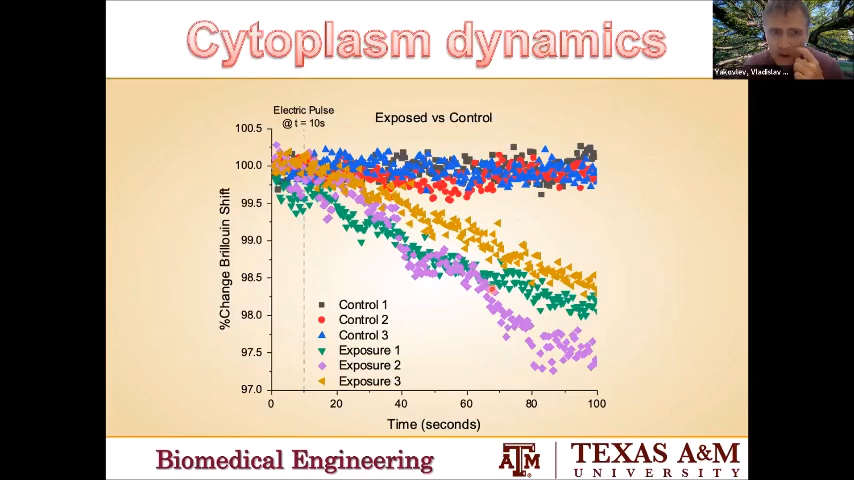 Cytoplasm dynamics
Yakovlev, Vladislav ...
Electric Pulse
@ t = 10s
Exposed vs Control
100.5
100.0
99.5
99.0
98.5
98.0
97.5
97.0
%Change Brillouin Shift
Control 1
Control 2
Control 3
Exposure 1
Exposure 2
Exposure 3
0 20 40 60 80 100
Time (seconds)
Biomedical Engineering
ATM
TEXAS A&M
UNIVERSITY